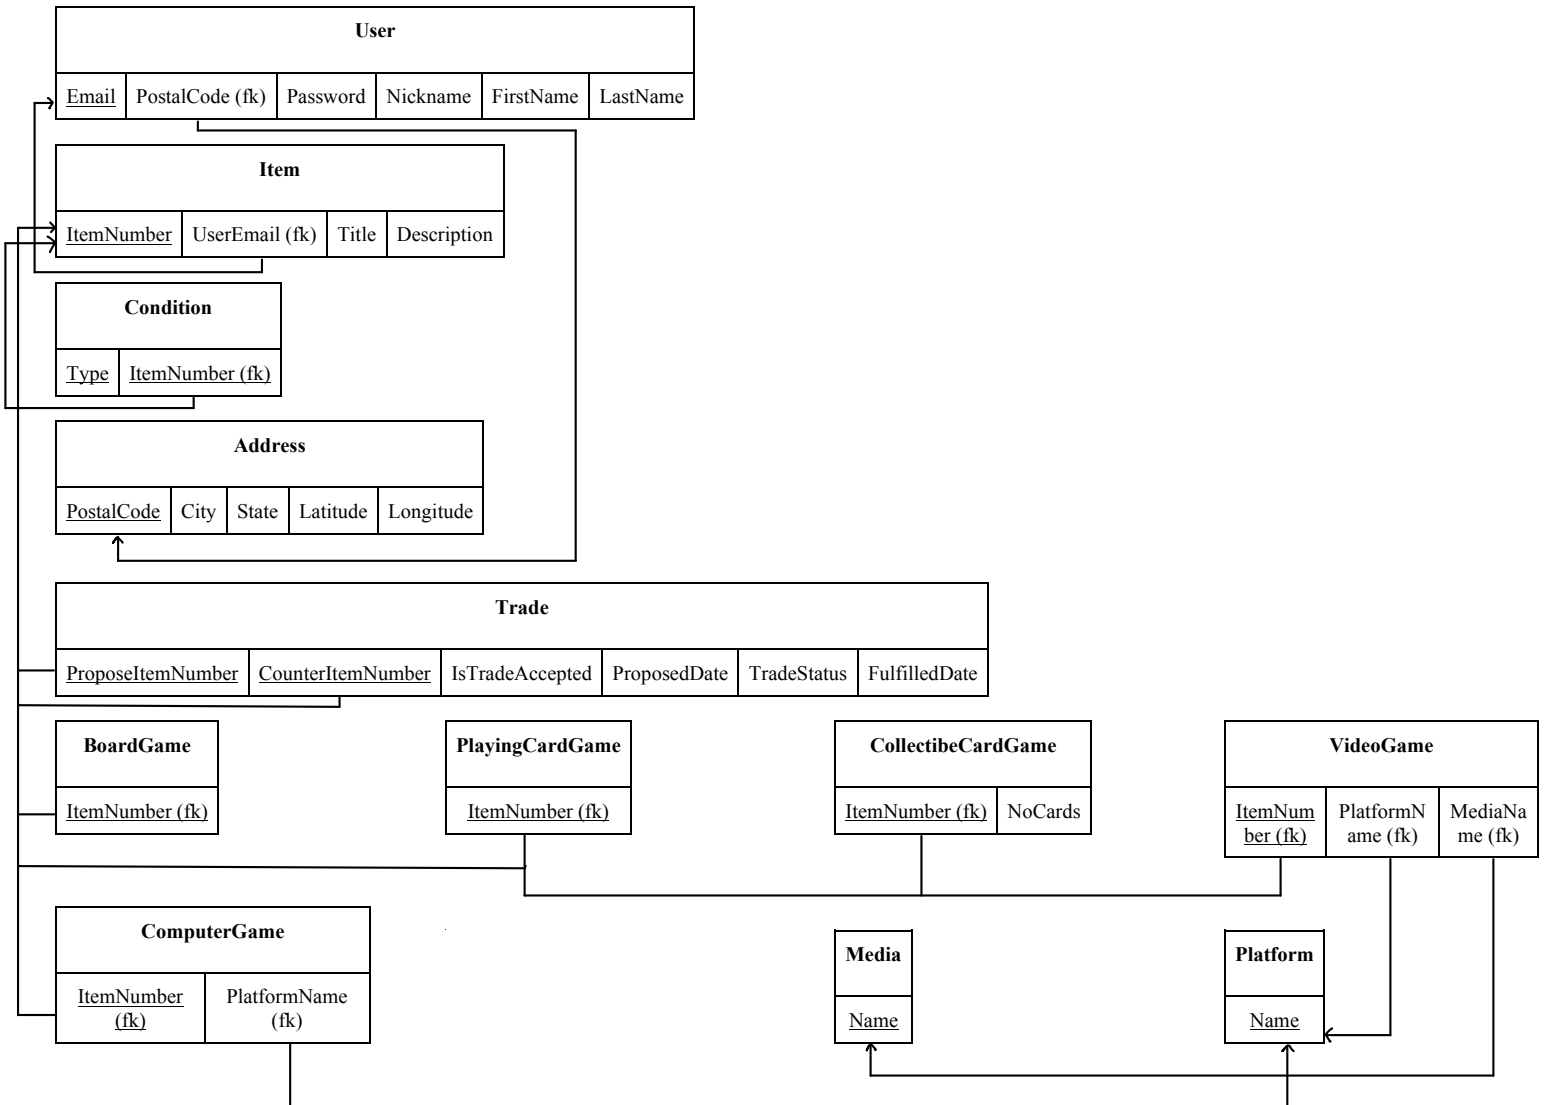 User
Email PostalCode (fk) Password Nickname FirstName LastName
Item
ItemNumber UserEmail (fk) Title Description
Condition
Type ItemNumber (fk)
Address
PostalCode City State Latitude Longitude
Trade
ProposeItemNumber CounterItemNumber IsTradeAccepted ProposedDate TradeStatus FulfilledDate
BoardGame
ItemNumber (fk)
PlayingCardGame
ItemNumber (fk)
CollectibeCardGame
ItemNumber (fk) NoCards
VideoGame
ItemNum PlatformN MediaNa
ber (fk) ame (fk) me (fk)
ComputerGame
ItemNumber PlatformName
(fk) (fk)
Media
Name
Platform
Name